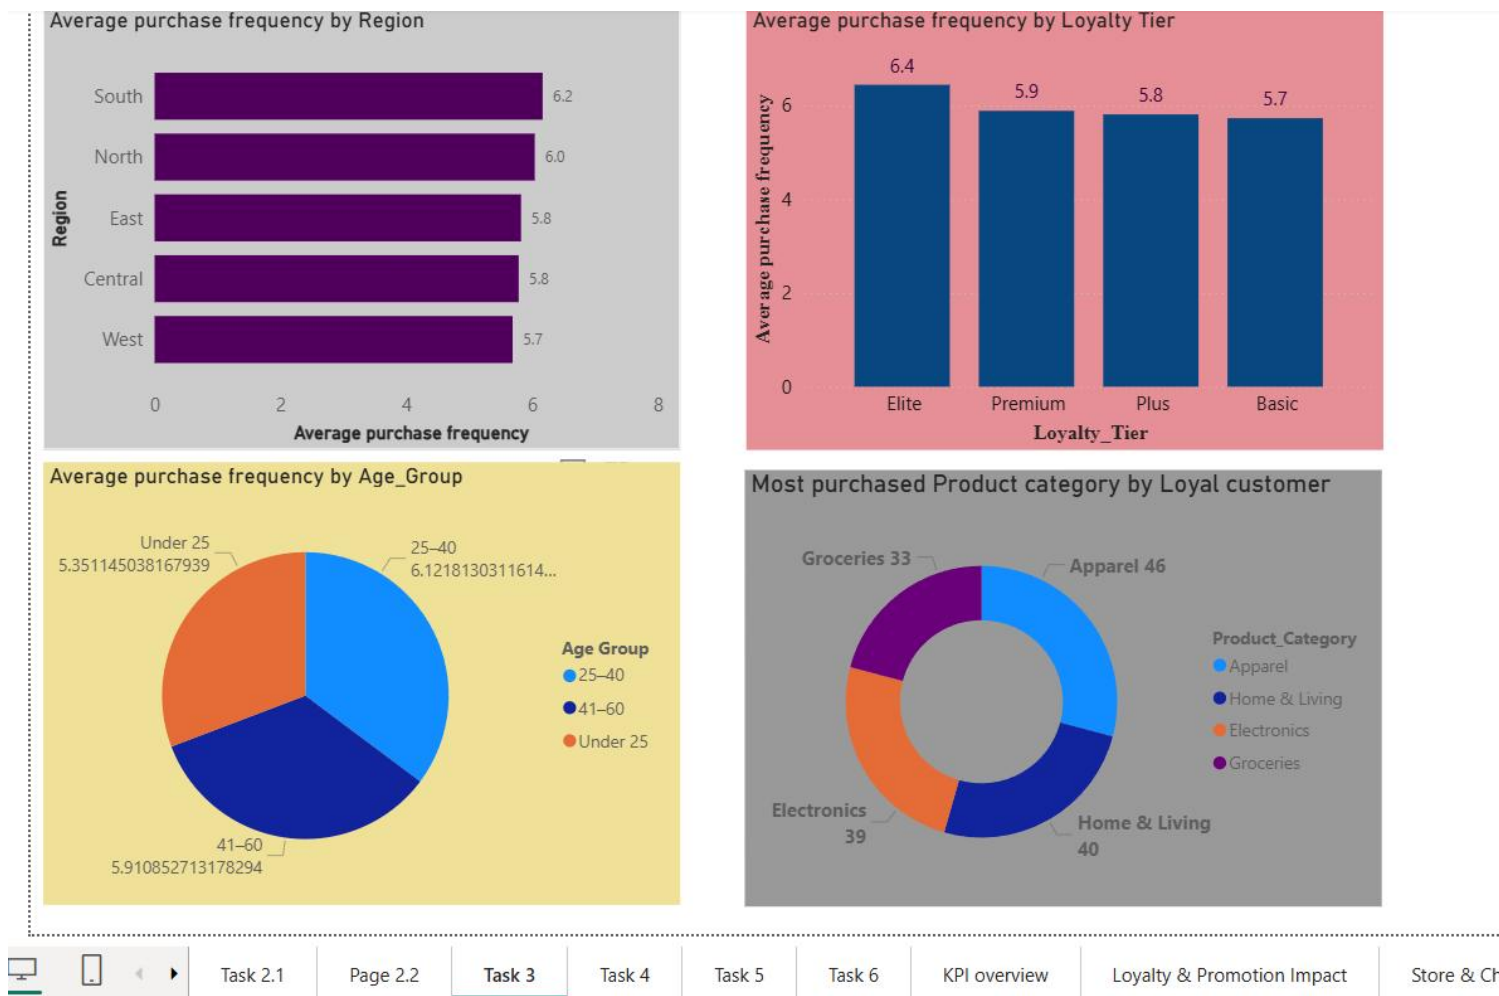 Average purchase frequency by Region
South
6.2
North
6.0
East
5.8
Central
5.8
West
5.7
Region
0 2 4 6 8
Average purchase frequency
Average purchase frequency by Loyalty Tier
6.4
5.9
5.8
5.7
6
4
2
0
Average purchase frequency
Elite Premium Plus Basic
Loyalty_Tier
Average purchase frequency by Age_Group
Under 25
5.351145038167939
25–40
6.1218130311614...
41–60
5.910852713178294
Age Group
25–40
41–60
Under 25
Most purchased Product category by Loyal customer
Groceries 33
Apparel 46
Electronics
39
Home & Living
40
Product_Category
Apparel
Home & Living
Electronics
Groceries
Task 2.1 Page 2.2 Task 3 Task 4 Task 5 Task 6 KPI overview Loyalty & Promotion Impact Store & Ch